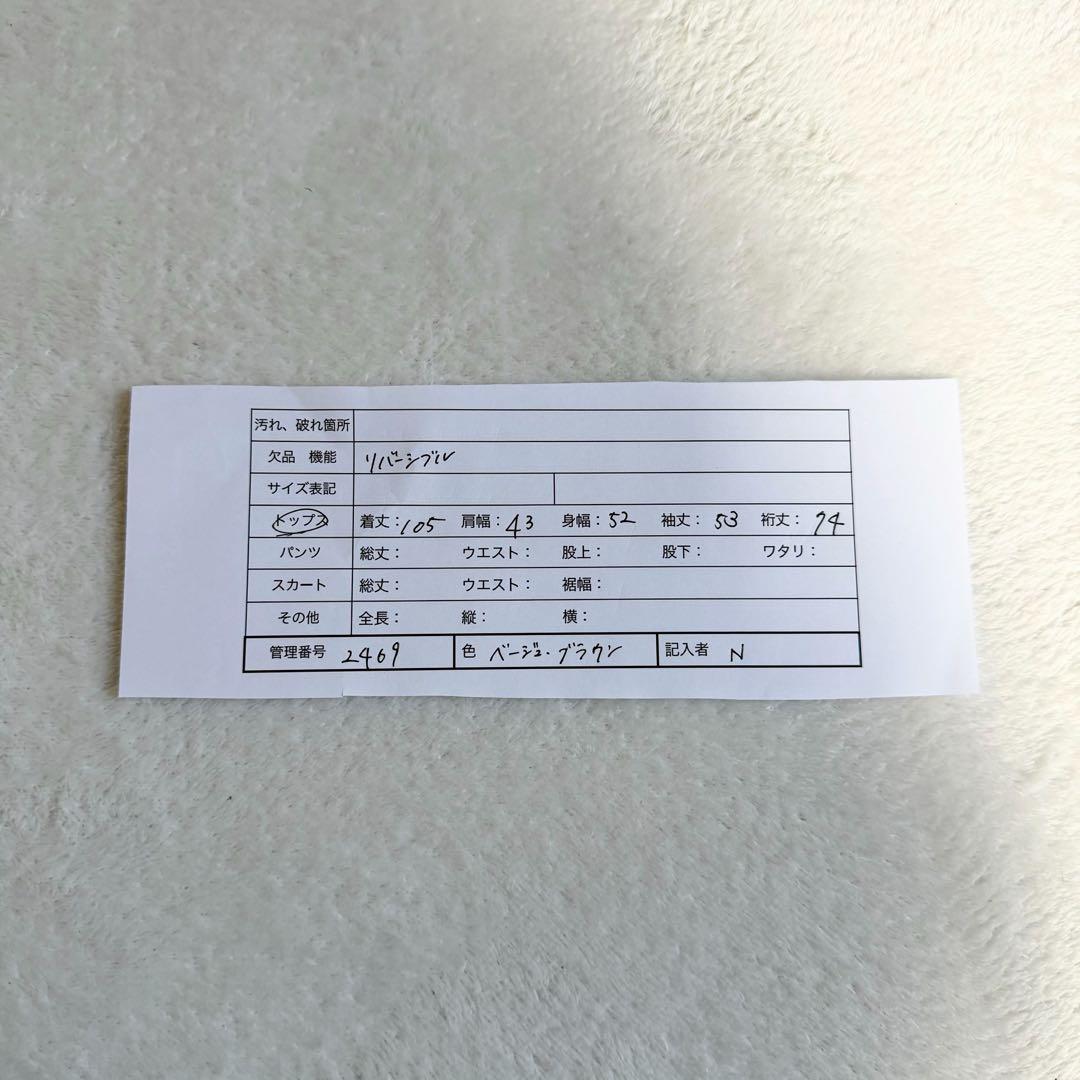 汚れ、破れ箇所
欠品 機能 リバーシブル
サイズ表記
トップス 着丈：105 肩幅：43 身幅：52 袖丈：53 裄丈：74
パンツ 総丈： ウエスト： 股上： 股下： ワタリ：
スカート 総丈： ウエスト： 裾幅：
その他 全長： 縦： 横：
管理番号 2469 色 ベージュ・ブラウン 記入者 N